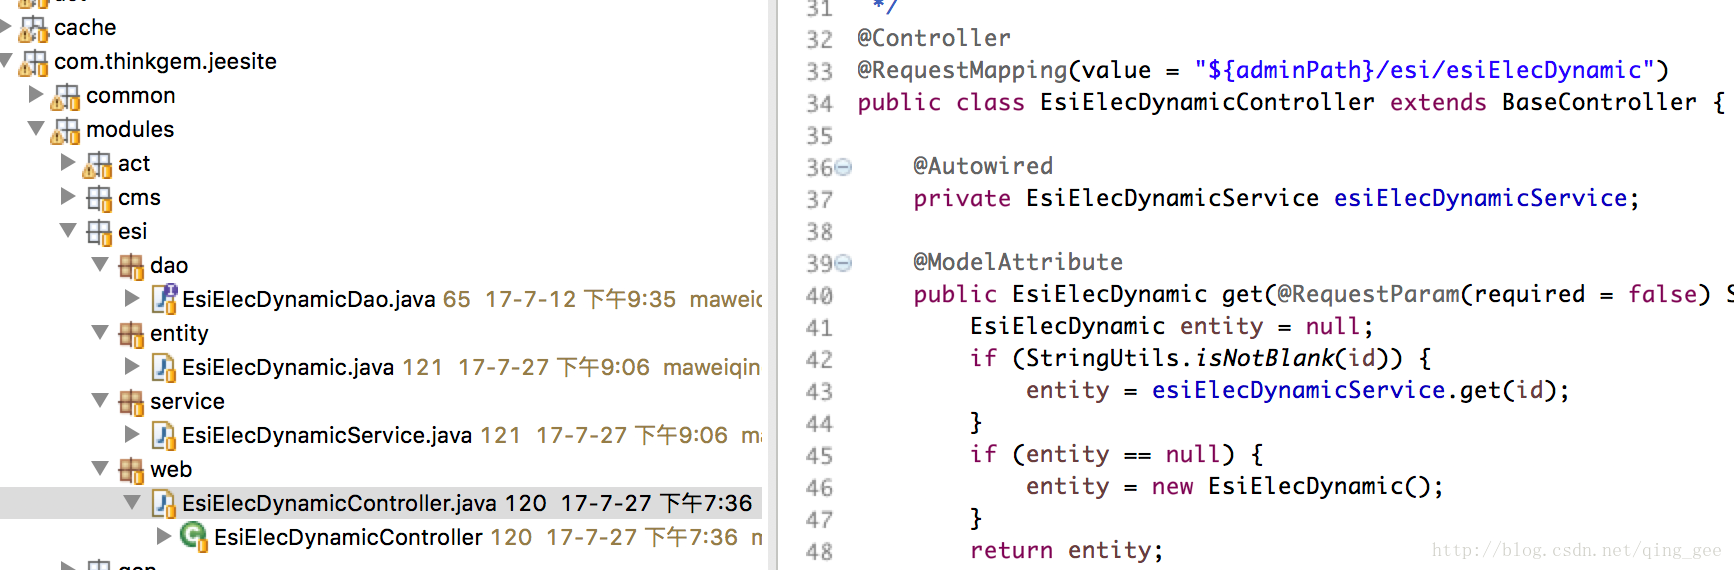 cache
com.thinkgem.jeesite
common
modules
act
cms
esi
dao
EsiElecDynamicDao.java 65 17-7-12 下午9:35
entity
EsiElecDynamic.java 121 17-7-27 下午9:06 maweiqin
service
EsiElecDynamicService.java 121 17-7-27 下午9:06
web
EsiElecDynamicController.java 120 17-7-27 下午7:36
EsiElecDynamicController 120 17-7-27 下午7:36
31 */
32 @Controller
33 @RequestMapping(value = "${adminPath}/esi/esiElecDynamic")
34 public class EsiElecDynamicController extends BaseController {
35
36 @Autowired
37 private EsiElecDynamicService esiElecDynamicService;
38
39 @ModelAttribute
40 public EsiElecDynamic get(@RequestParam(required = false) S
41 EsiElecDynamic entity = null;
42 if (StringUtils.isNotBlank(id)) {
43 entity = esiElecDynamicService.get(id);
44 }
45 if (entity == null) {
46 entity = new EsiElecDynamic();
47 }
48 return entity;
http://blog.csdn.net/qing_gee